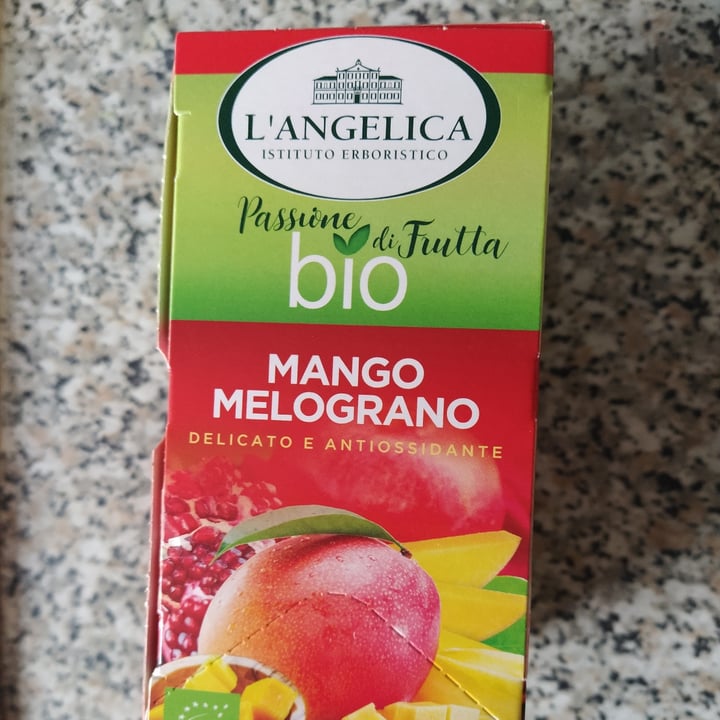 L'ANGELICA
ISTITUTO ERBORISTICO
Passione di Frutta
bio
MANGO
MELOGRANO
DELICATO E ANTIOSSIDANTE